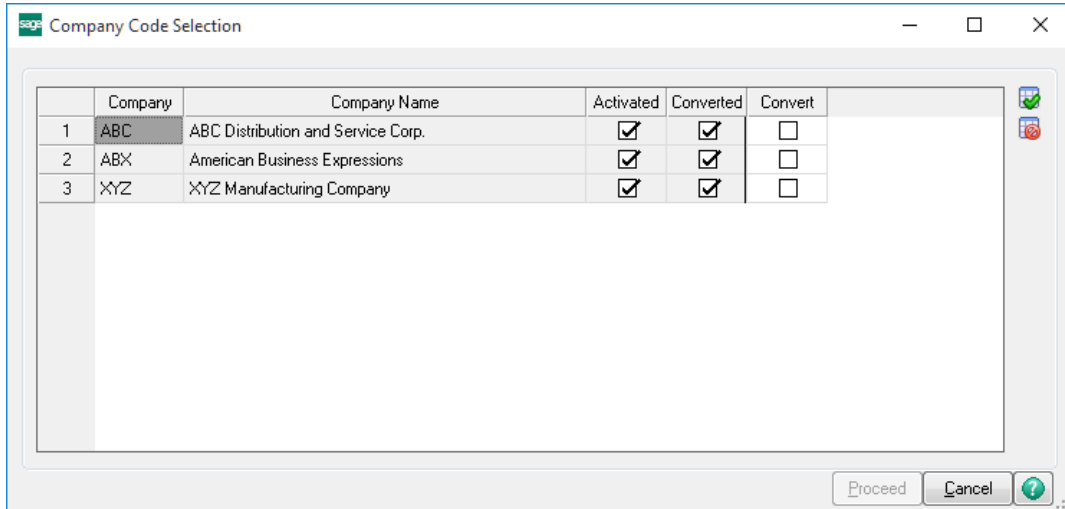 sage Company Code Selection
Company Company Name Activated Converted Convert
1 ABC ABC Distribution and Service Corp.
2 ABX American Business Expressions
3 XYZ XYZ Manufacturing Company
Proceed Cancel ?